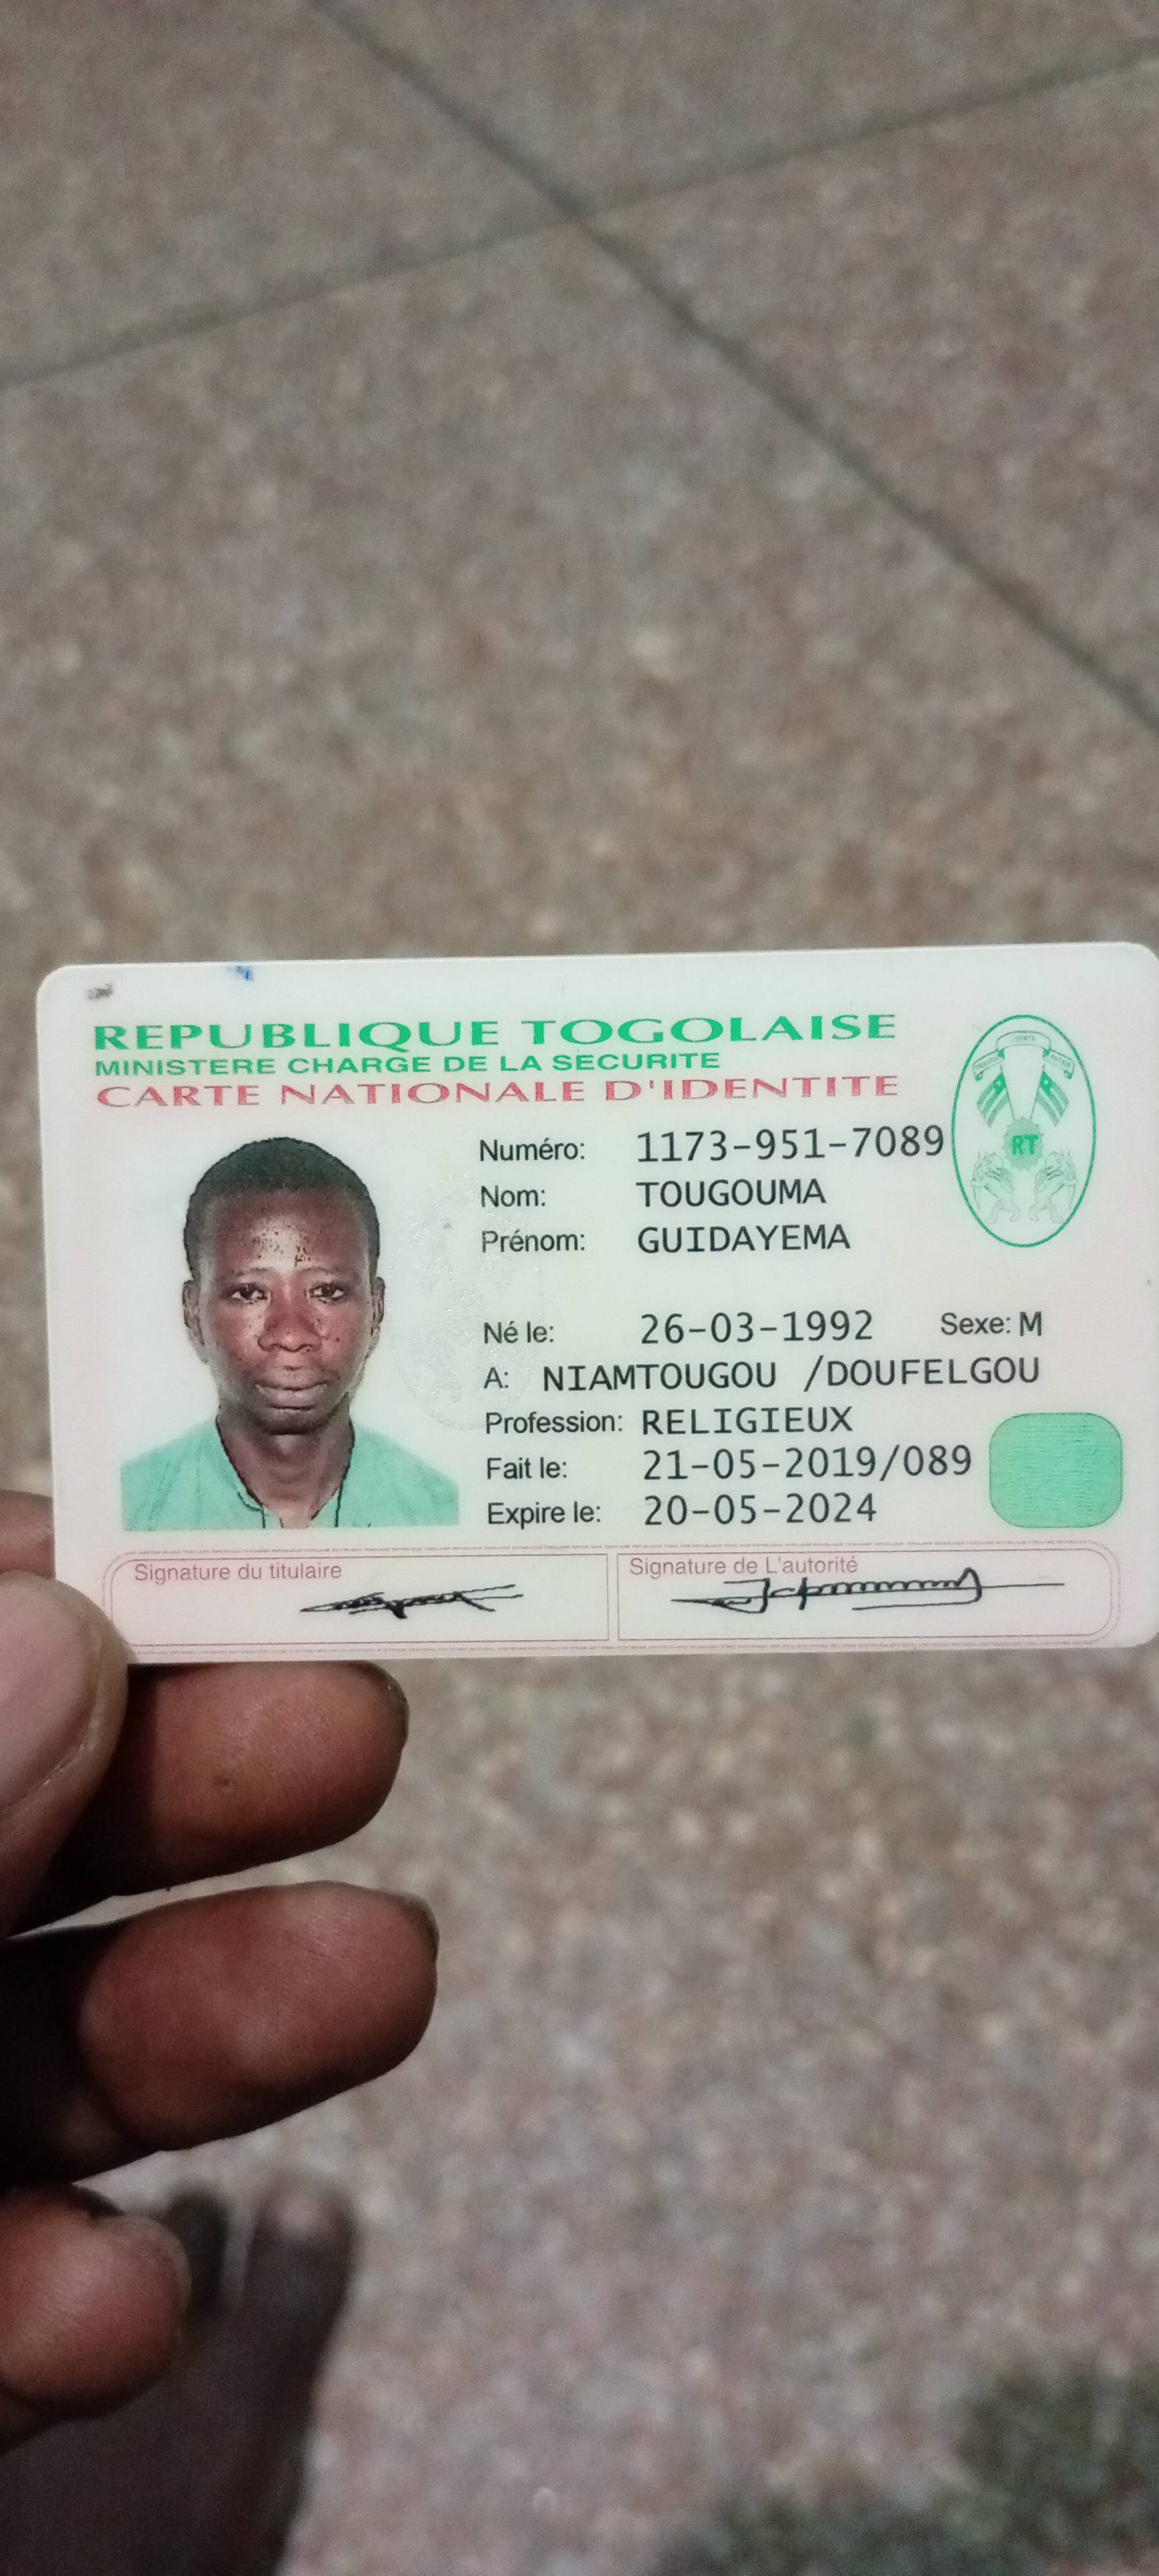 REPUBLIQUE TOGOLAISE
MINISTERE CHARGE DE LA SECURITE
CARTE NATIONALE D'IDENTITE
Numéro: 1173-951-7089
Nom: TOUGOUMA
Prénom: GUIDAYEMA
Né le: 26-03-1992 Sexe: M
A: NIAMTOUGOU /DOUFELGOU
Profession: RELIGIEUX
Fait le: 21-05-2019/089
Expire le: 20-05-2024
Signature du titulaire
Signature de L'autorité
RT